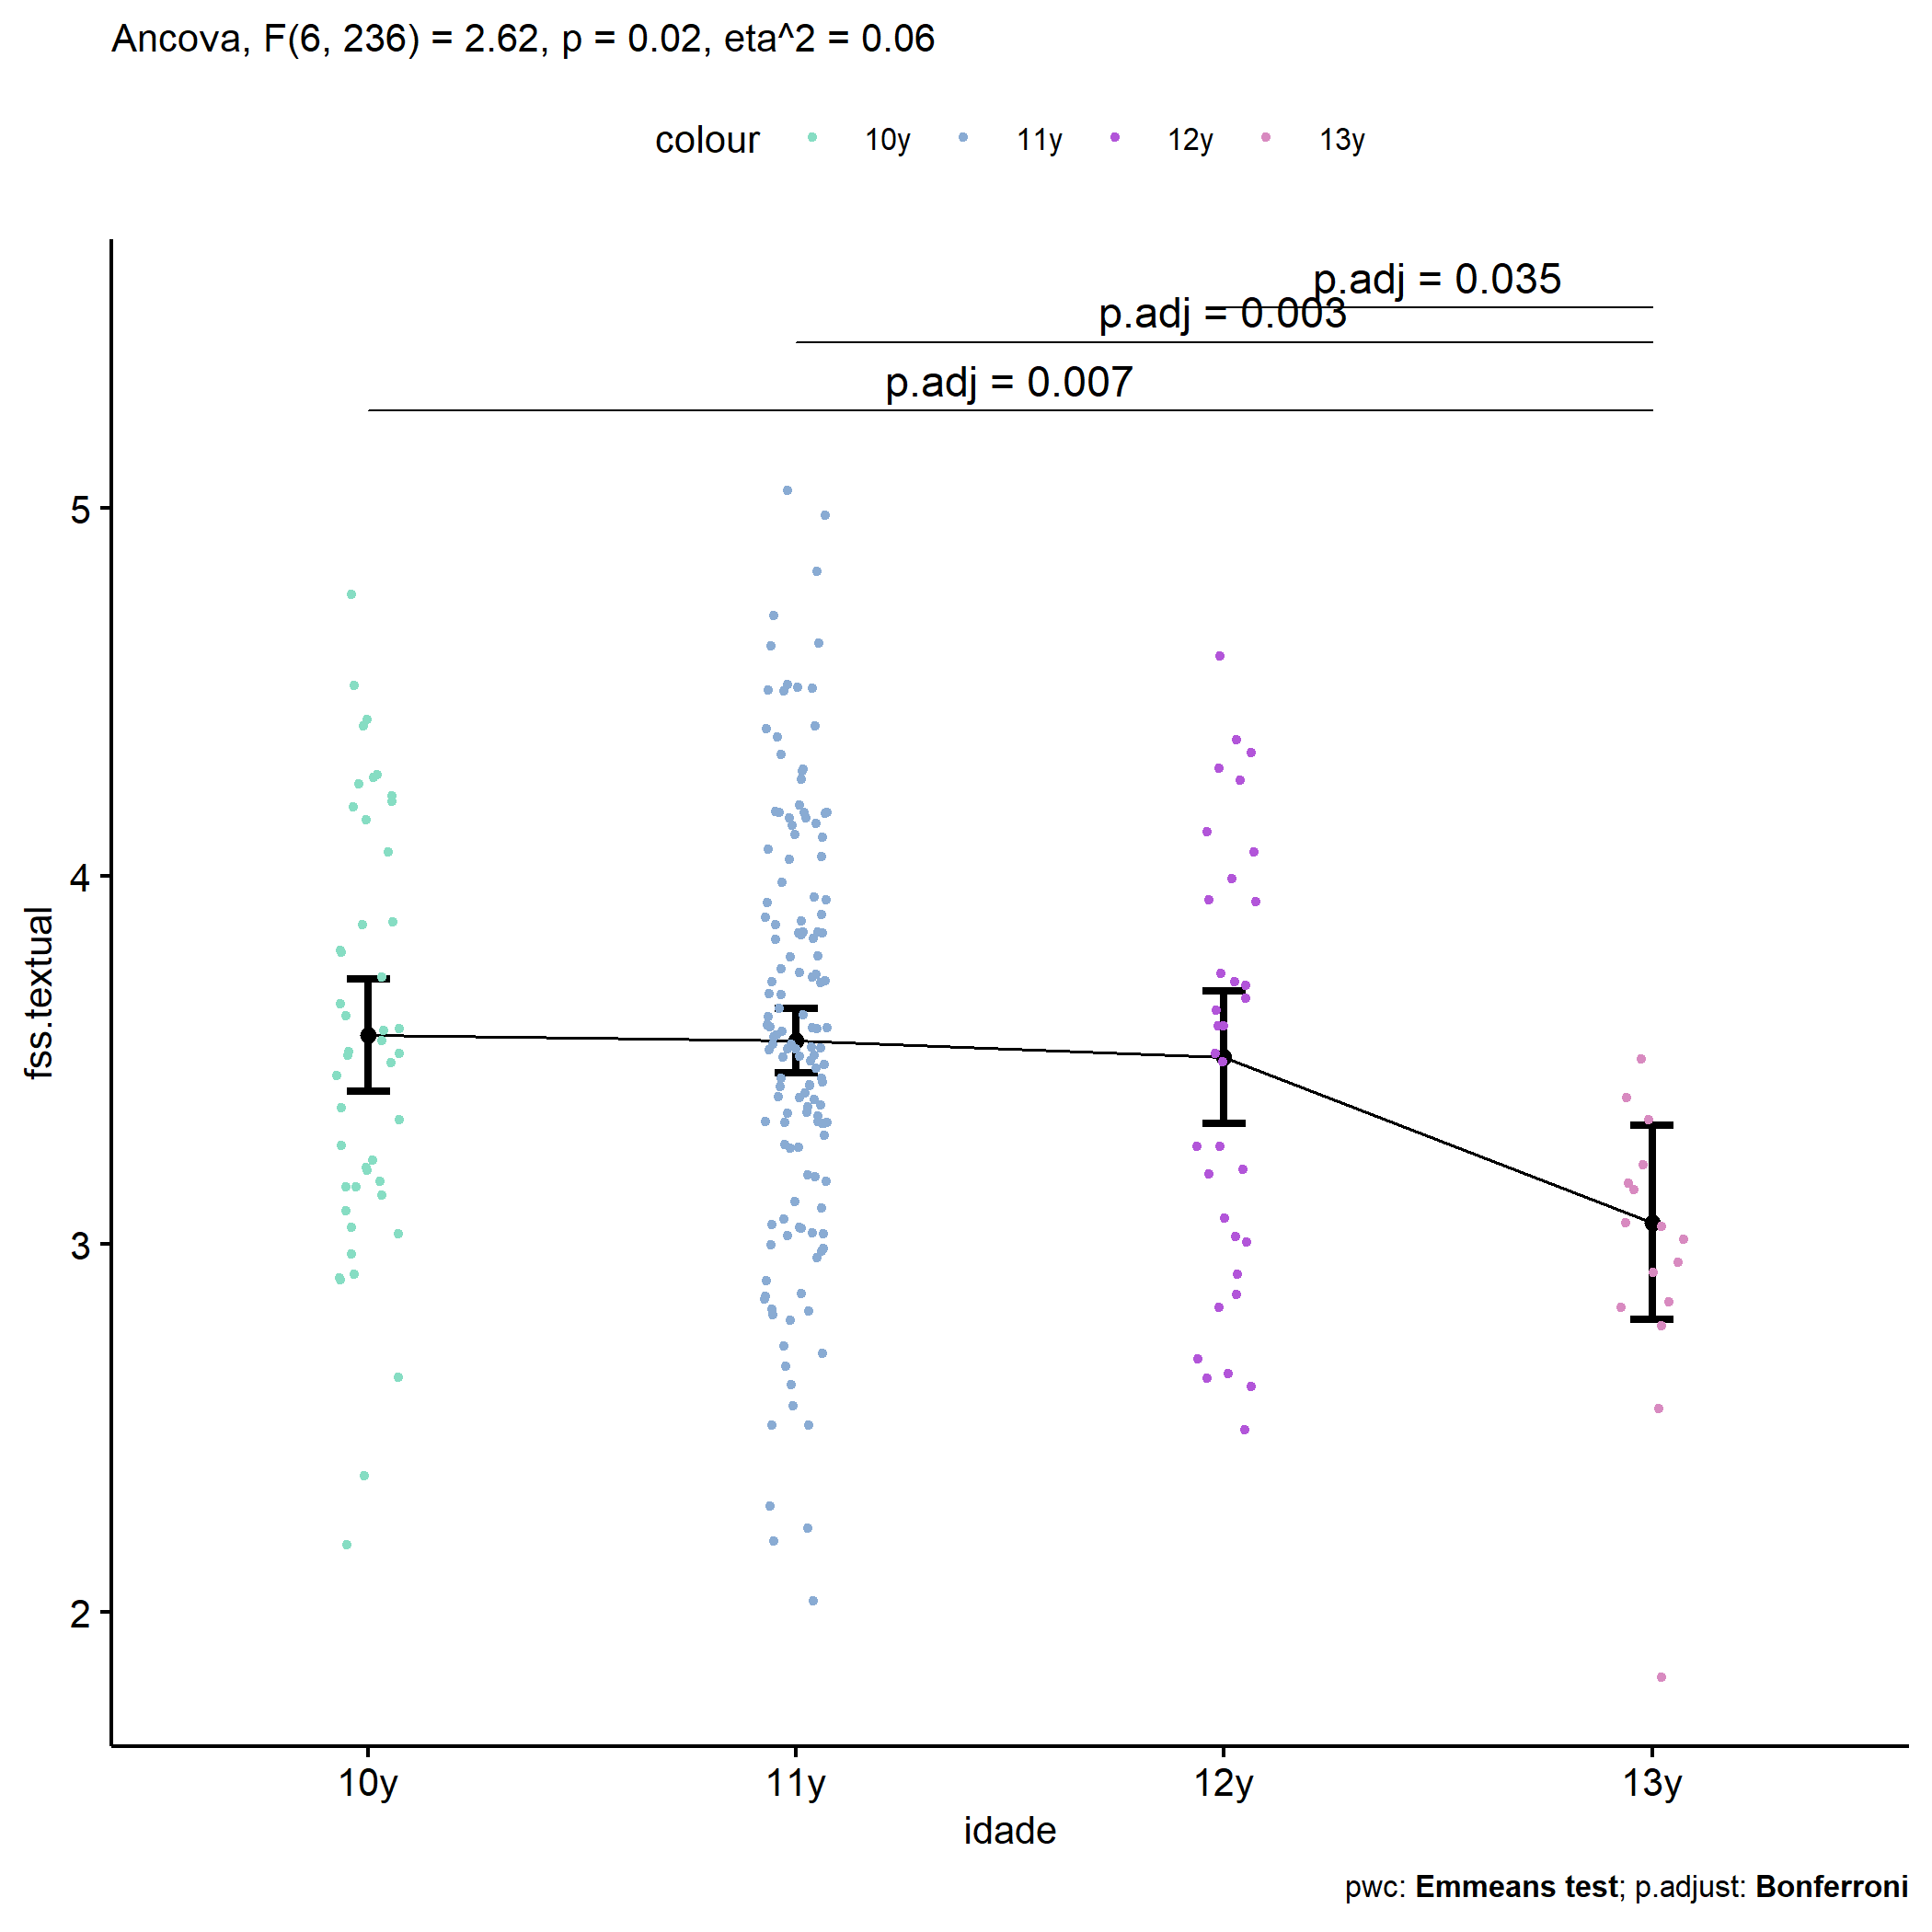 Ancova, F(6, 236) = 2.62, p = 0.02, eta^2 = 0.06
colour 10y 11y 12y 13y
p.adj = 0.035
p.adj = 0.003
p.adj = 0.007
5
4
3
2
fss.textual
10y 11y 12y 13y
idade
pwc: Emmeans test; p.adjust: Bonferroni